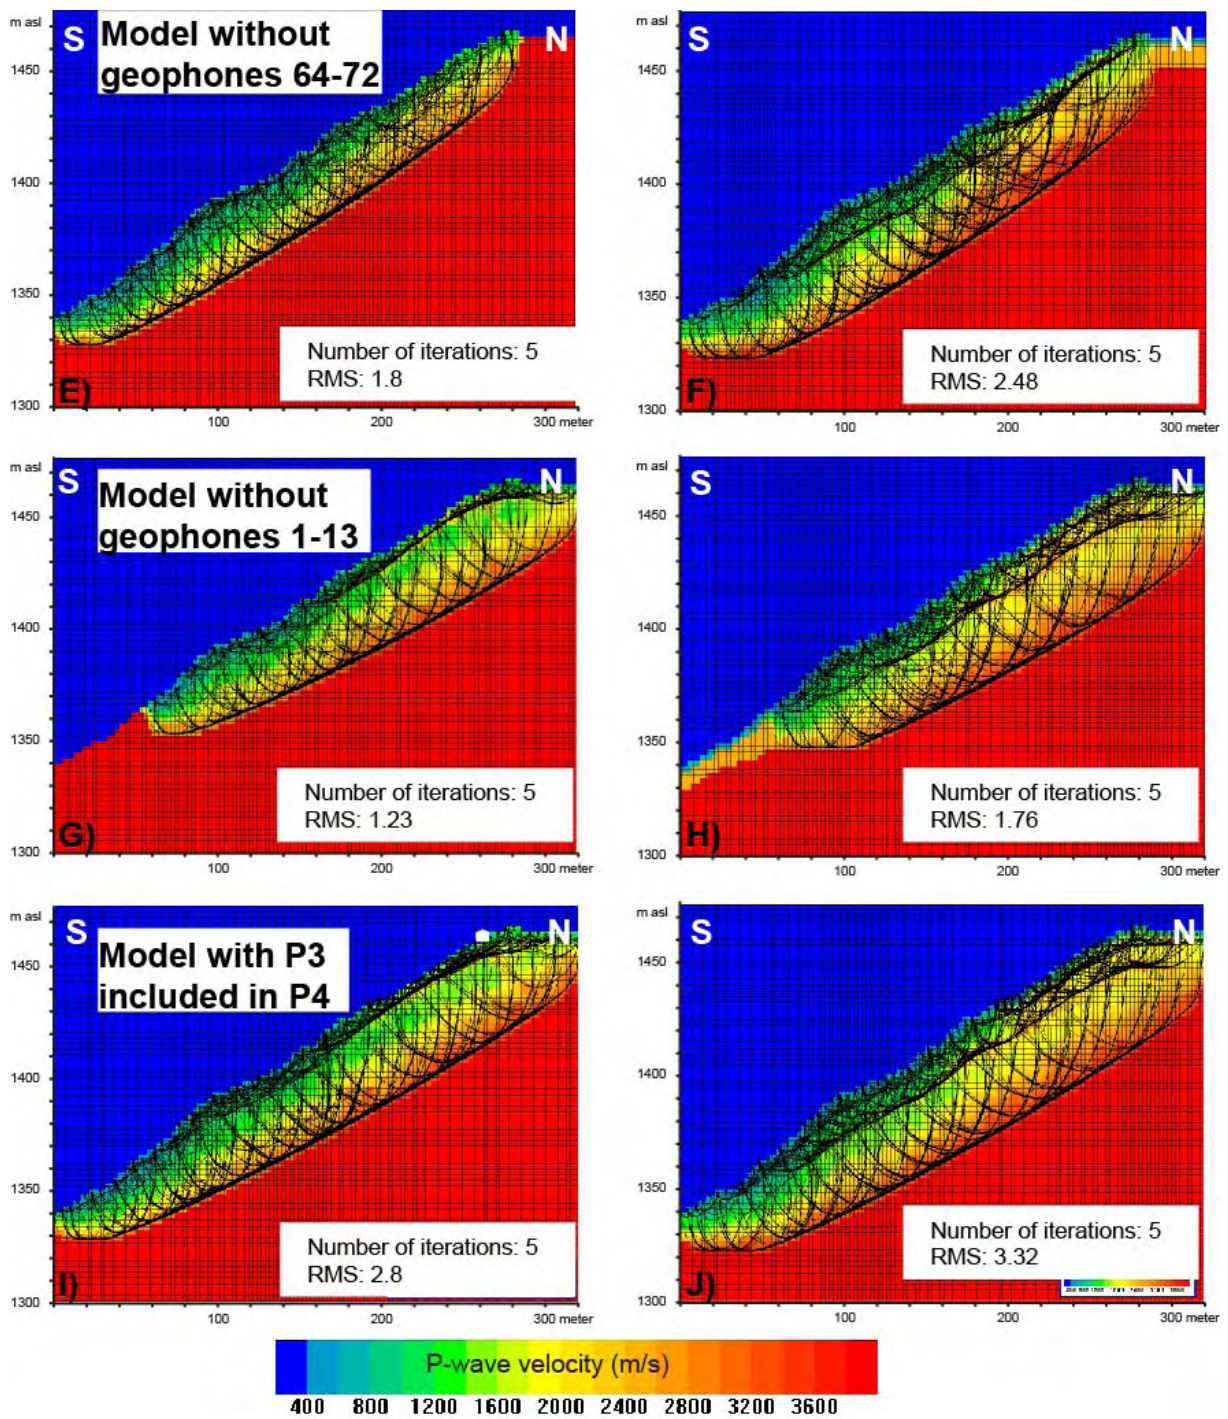 m asl
S
Model without
geophones 64-72
N
1450
1400
1350
1300
Number of iterations: 5
RMS: 1.8
E)
100
200
300 meter
m asl
S
N
1450
1400
1350
1300
Number of iterations: 5
RMS: 2.48
F)
100
200
300 meter
m asl
S
Model without
geophones 1-13
N
1450
1400
1350
1300
Number of iterations: 5
RMS: 1.23
G)
100
200
300 meter
m asl
S
N
1450
1400
1350
1300
Number of iterations: 5
RMS: 1.76
H)
100
200
300 meter
m asl
S
Model with P3
included in P4
N
1450
1400
1350
1300
Number of iterations: 5
RMS: 2.8
I)
100
200
300 meter
m asl
S
N
1450
1400
1350
1300
Number of iterations: 5
RMS: 3.32
J)
100
200
300 meter
P-wave velocity (m/s)
400 800 1200 1600 2000 2400 2800 3200 3600